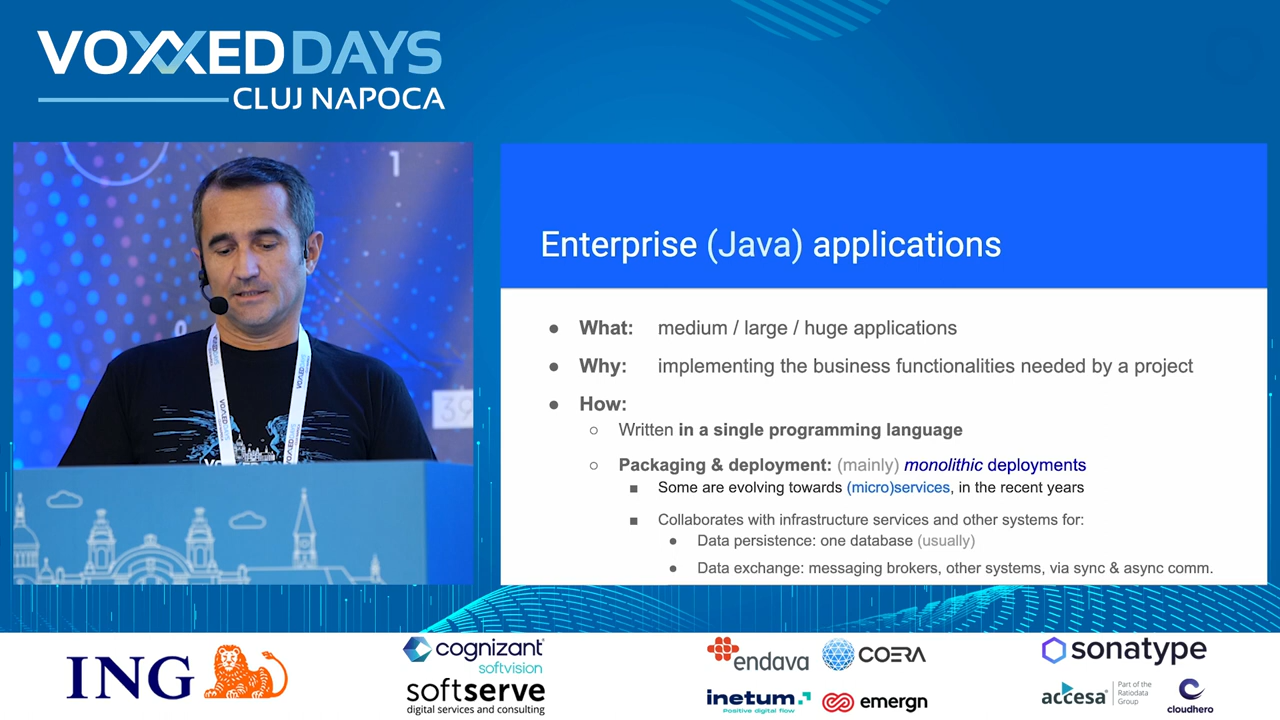 VOXXED DAYS
CLUJ NAPOCA
1
0
39
VOXXED
Enterprise (Java) applications
● What: medium / large / huge applications
● Why: implementing the business functionalities needed by a project
● How:
○ Written in a single programming language
○ Packaging & deployment: (mainly) monolithic deployments
■ Some are evolving towards (micro)services, in the recent years
■ Collaborates with infrastructure services and other systems for:
● Data persistence: one database (usually)
● Data exchange: messaging brokers, other systems, via sync & async comm.
ING
cognizant
softvision
softserve
digital services and consulting
endava
COERA
inetum.
Positive digital flow
emergn
sonatype
accesa
Part of the
Ratiodata
Group
cloudhero